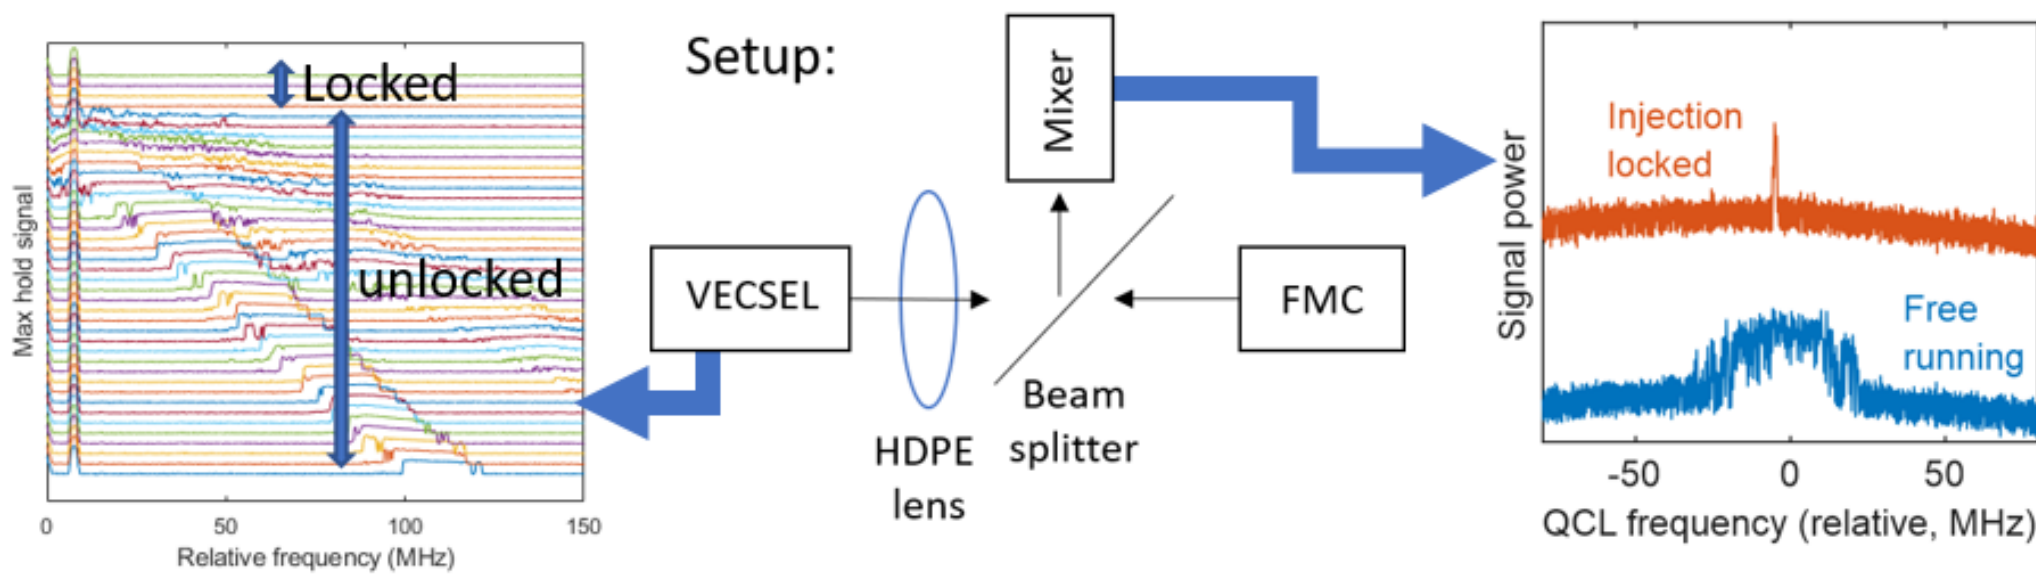 Max hold signal
Locked
unlocked
0 50 100 150
Relative frequency (MHz)
Setup:
Mixer
VECSEL
FMC
HDPE
lens
Beam
splitter
Signal power
Injection
locked
Free
running
-50 0 50
QCL frequency (relative, MHz)